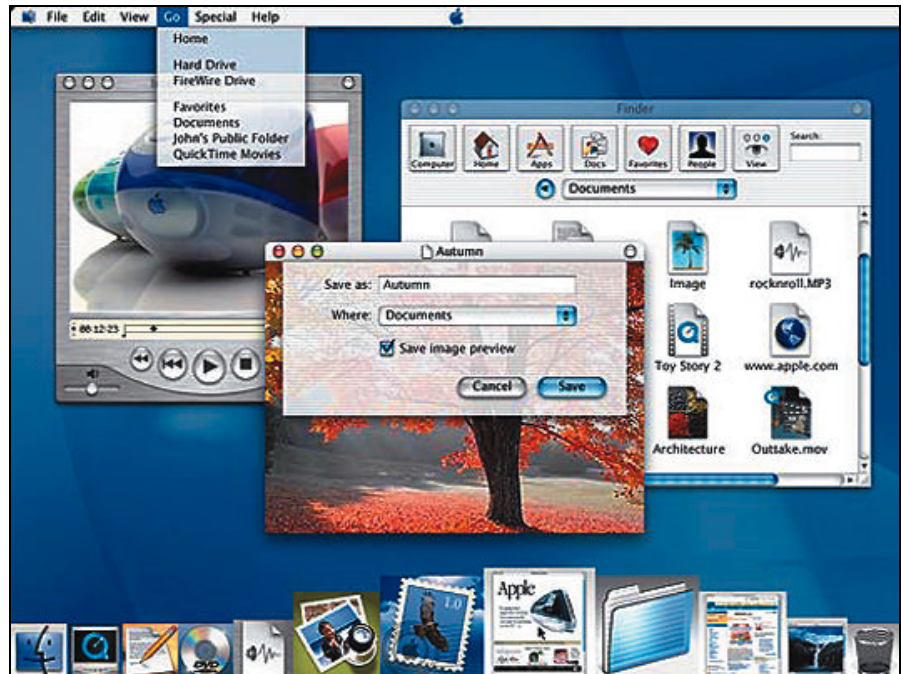 File Edit View Go Special Help
Home
Hard Drive
FireWire Drive
Favorites
Documents
John's Public Folder
QuickTime Movies
Finder
Computer Home Apps Docs Favorites People View Search:
Documents
Image rocknroll.MP3
Toy Story 2 www.apple.com
Architecture Outtake.mov
Autumn
Save as: Autumn
Where: Documents
Save image preview
Cancel Save
00:12:23
1.0
Apple
DVD